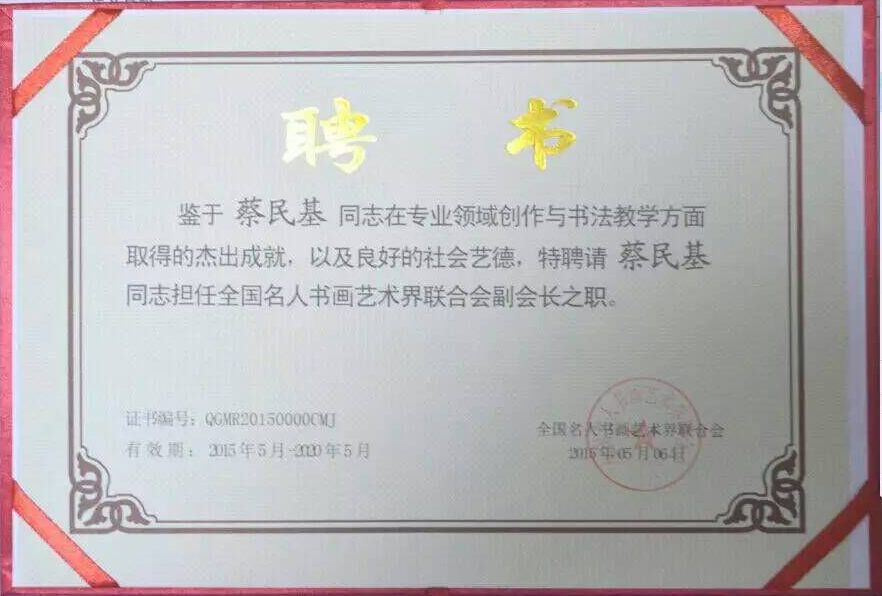 聘书
鉴于 蔡民基 同志在专业领域创作与书法教学方面
取得的杰出成就，以及良好的社会艺德，特聘请 蔡民基
同志担任全国名人书画艺术界联合会副会长之职。
证书编号：QGMR20150000CMJ
全国名人书画艺术界联合会
有效期：2015年5月-2020年5月
2015年05月06日